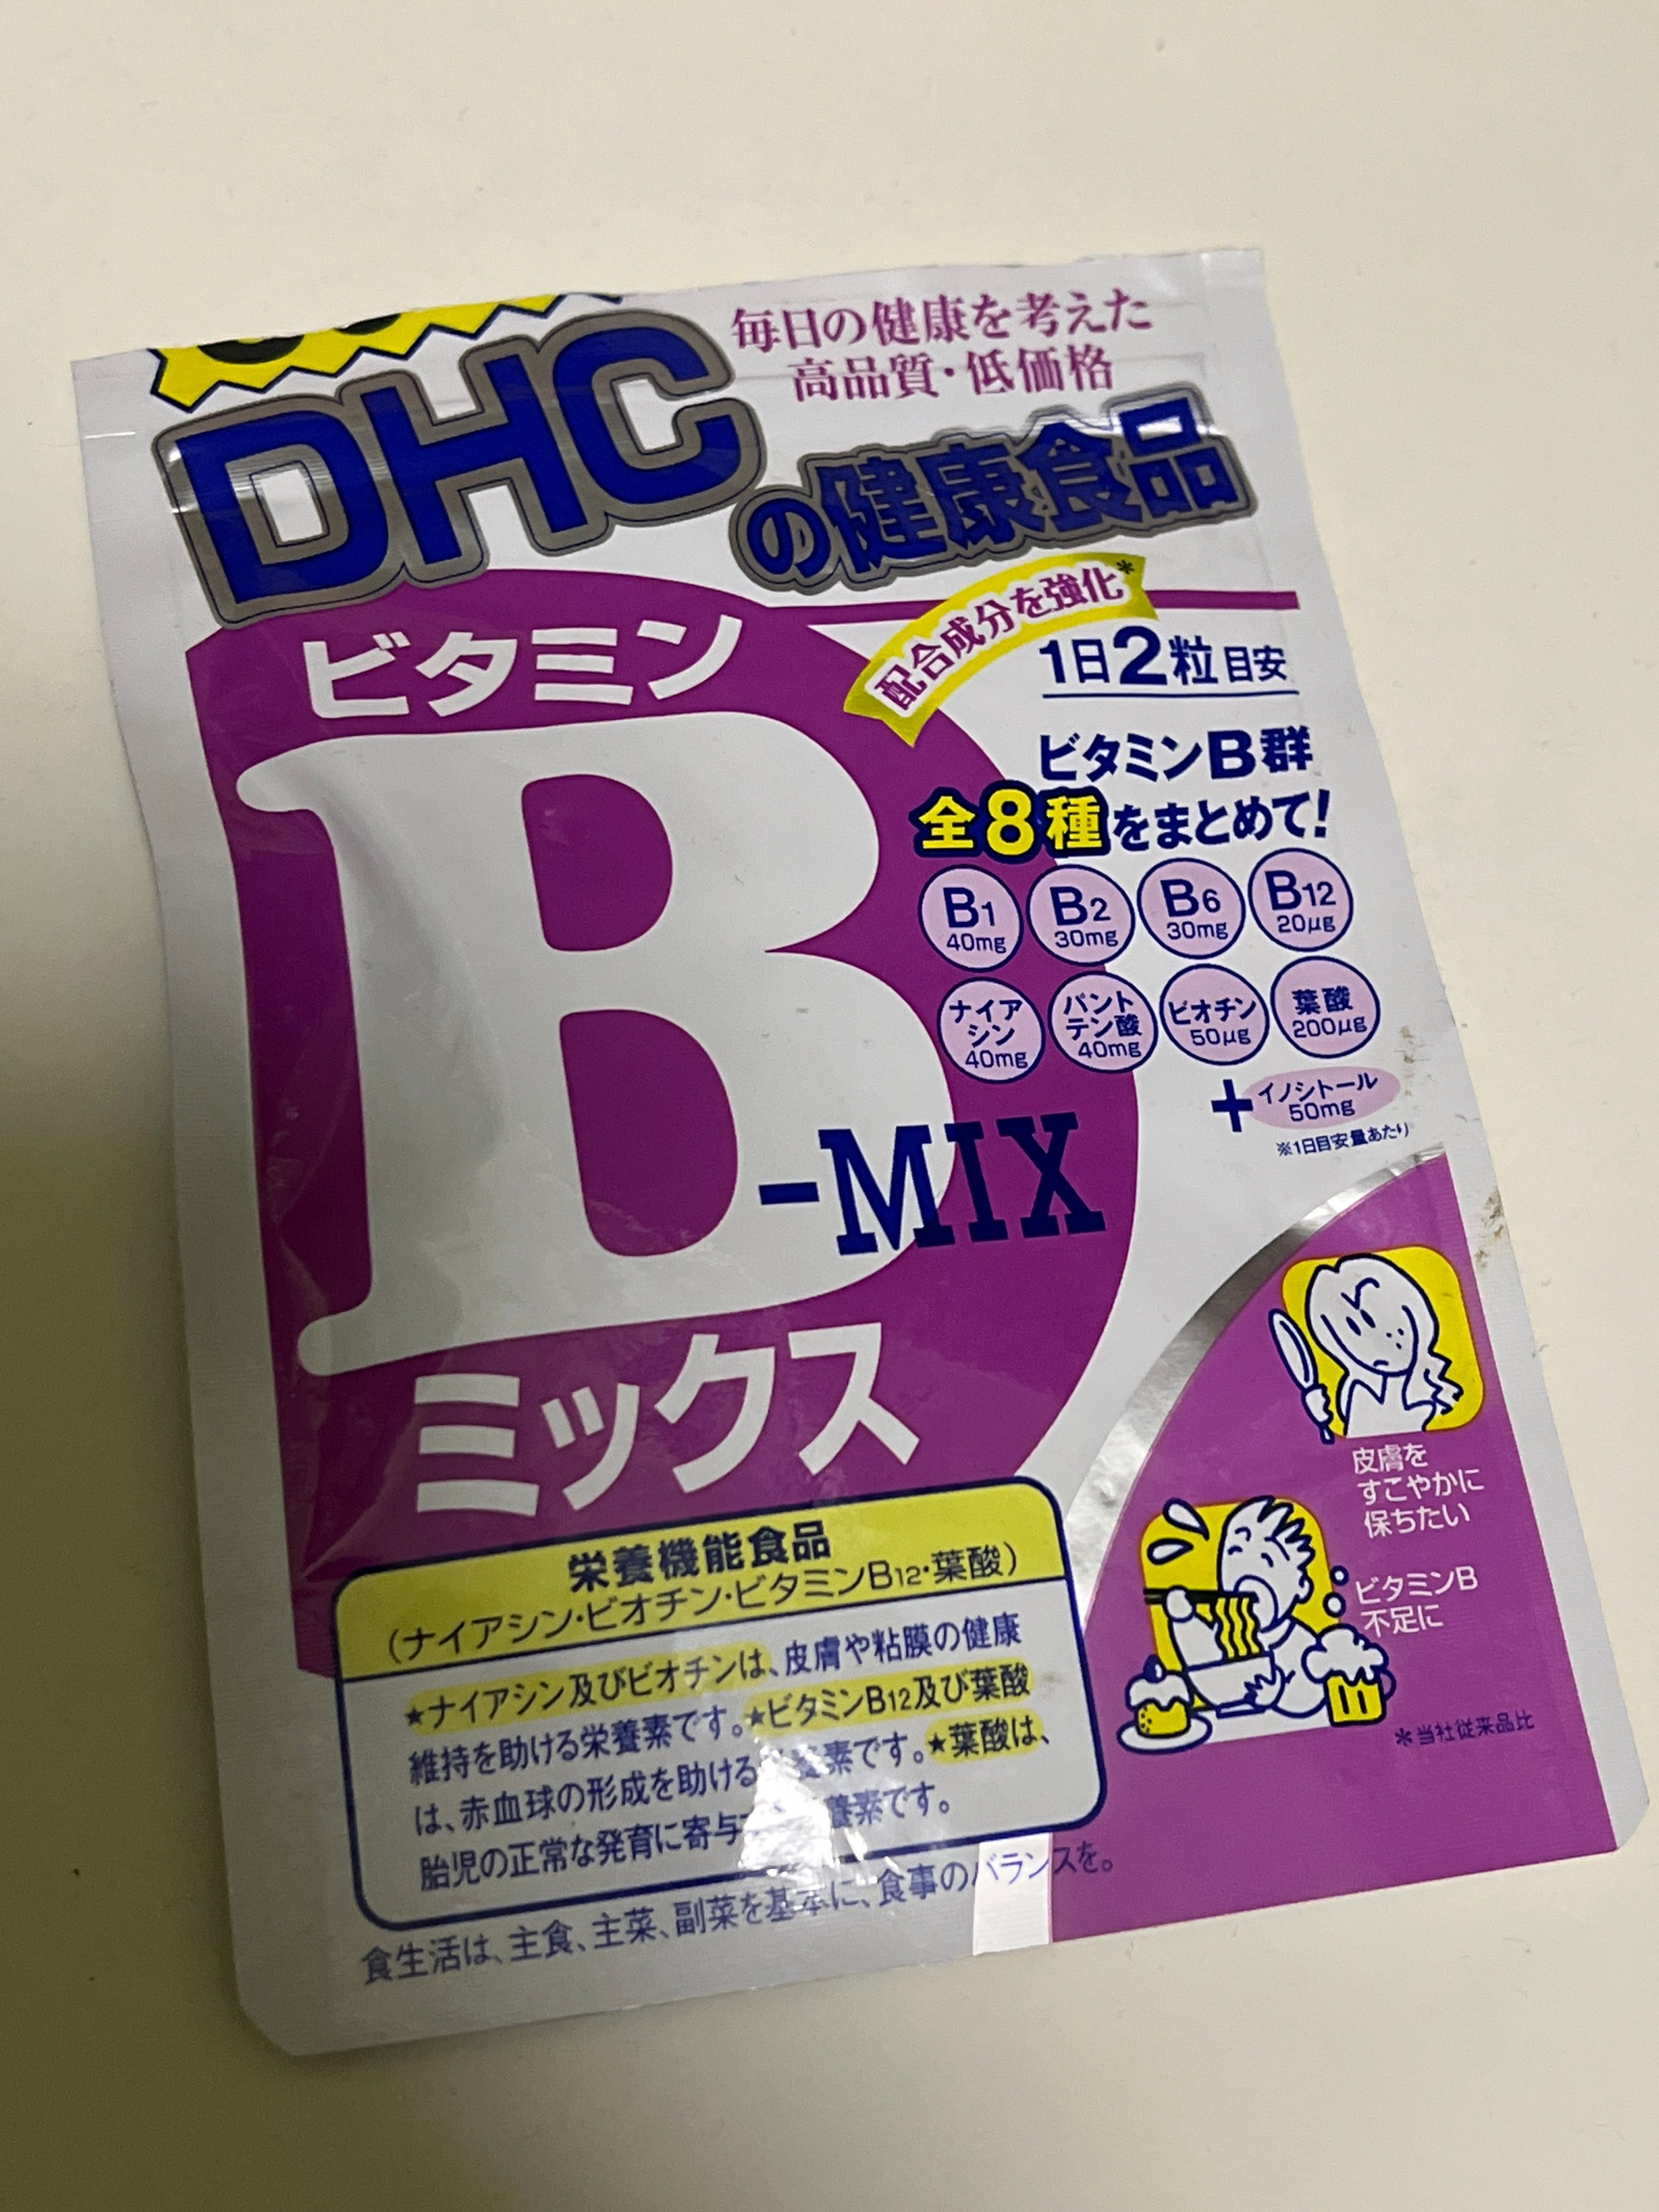 毎日の健康を考えた
高品質・低価格
DHCの健康食品
配合成分を強化*
1日2粒目安
ビタミン
B
-MIX
ミックス
ビタミンB群
全8種をまとめて!
B1 40mg
B2 30mg
B6 30mg
B12 20μg
ナイア
シン
40mg
パント
テン酸
40mg
ビオチン
50μg
葉酸
200μg
+イノシトール
50mg
※1日目安量あたり
皮膚を
すこやかに
保ちたい
ビタミンB
不足に
*当社従来品比
栄養機能食品
(ナイアシン・ビオチン・ビタミンB12・葉酸)
★ナイアシン及びビオチンは、皮膚や粘膜の健康
維持を助ける栄養素です。★ビタミンB12及び葉酸
は、赤血球の形成を助ける養素です。★葉酸は、
胎児の正常な発育に寄与養素です。
食生活は、主食、主菜、副菜を基本に、食事のバランスを。